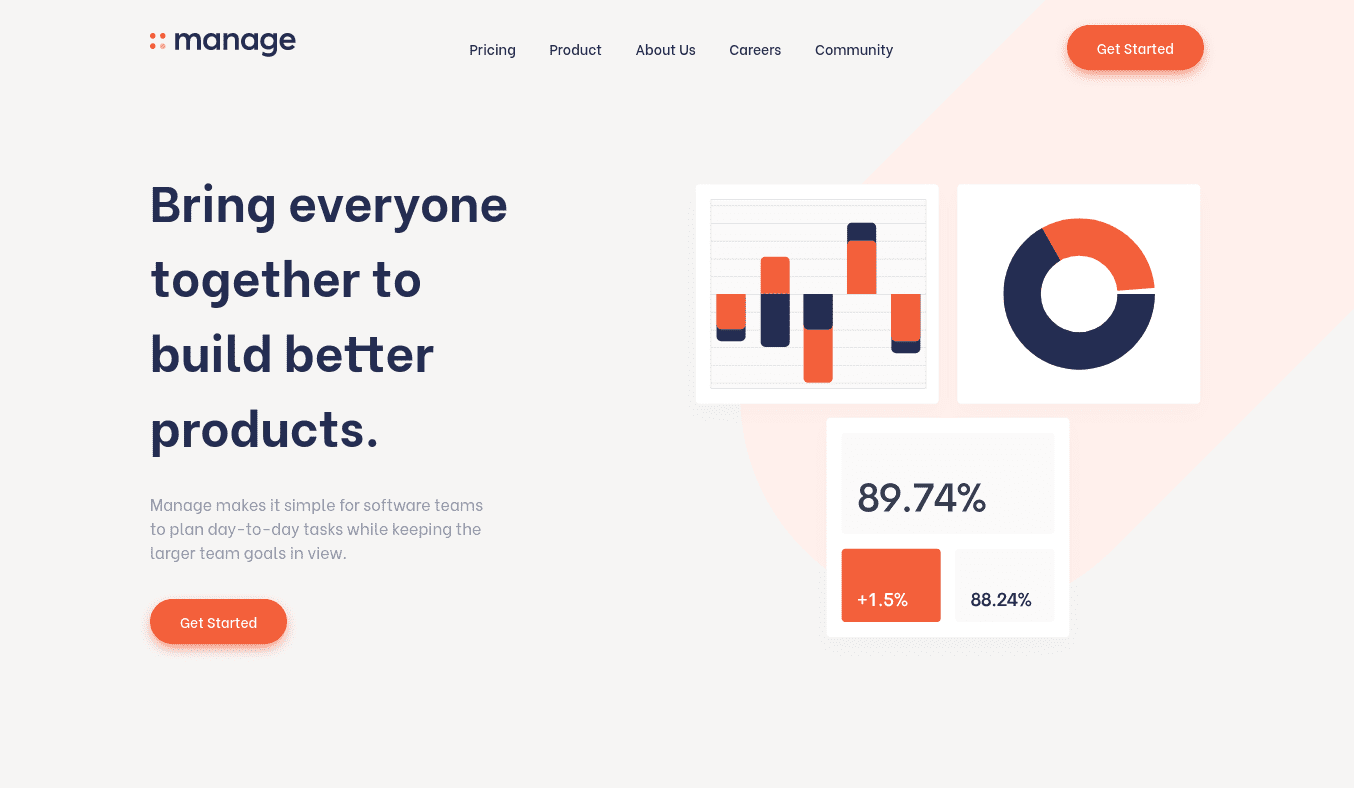 manage
Pricing
Product
About Us
Careers
Community
Get Started
Bring everyone
together to
build better
products.
Manage makes it simple for software teams
to plan day-to-day tasks while keeping the
larger team goals in view.
Get Started
89.74%
+1.5%
88.24%